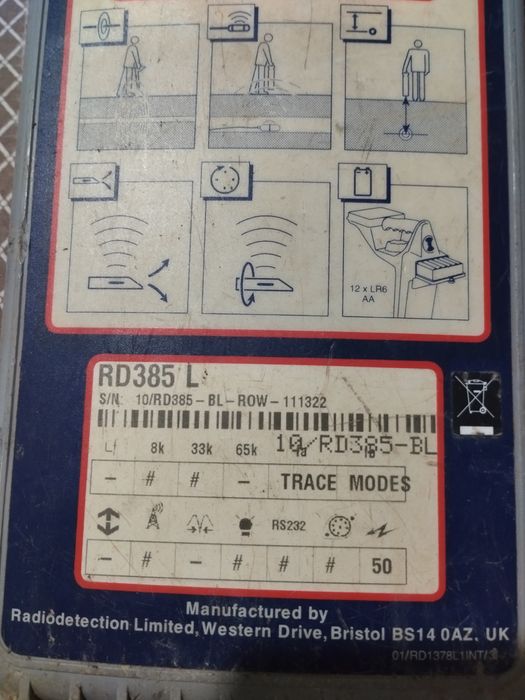 12 x LR6
AA
RD385 L
S/N: 10/RD385-BL-ROW-111322
Lf 8k 33k 65k 10/RD385-BL
- # # - TRACE MODES
RS232
- # - # # # 50
Manufactured by
Radiodetection Limited, Western Drive, Bristol BS14 0AZ. UK
01/RD1378L1INT/3